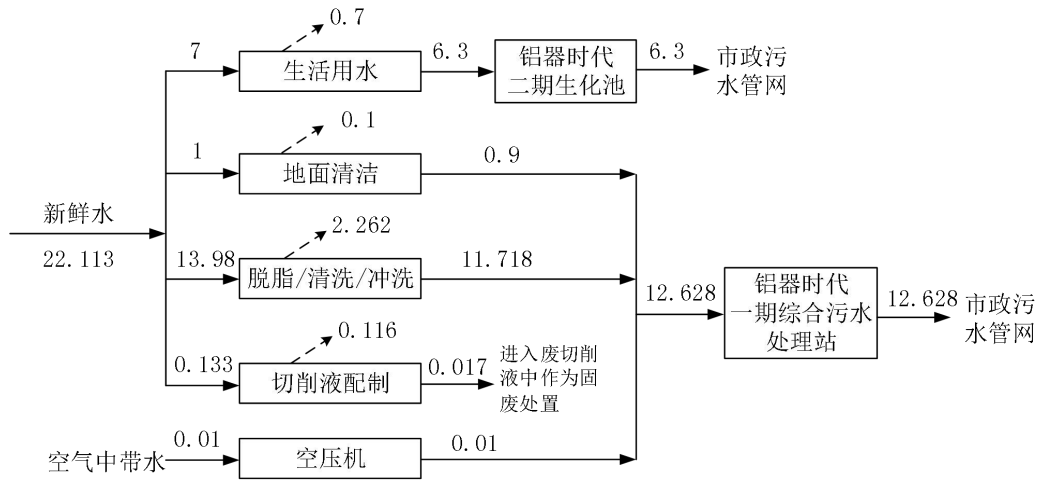 0.7
7
生活用水
6.3
铝器时代
二期生化池
6.3
市政污
水管网
0.1
1
地面清洁
0.9
新鲜水
22.113
2.262
13.98
脱脂/清洗/冲洗
11.718
12.628
铝器时代
一期综合污水
处理站
12.628
市政污
水管网
0.116
0.133
切削液配制
0.017
进入废切削
液中作为固
废处置
空气中带水
0.01
空压机
0.01